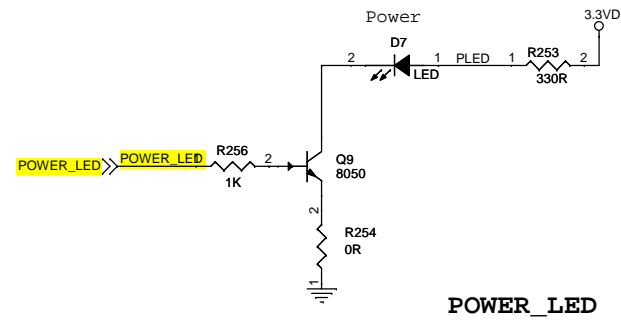 Power
3.3VD
D7
R253
2
1 PLED 1
2
LED
330R
POWER_LED
POWER_LED 1
R256
2
1K
Q9
8050
2
R254
0R
1
POWER_LED